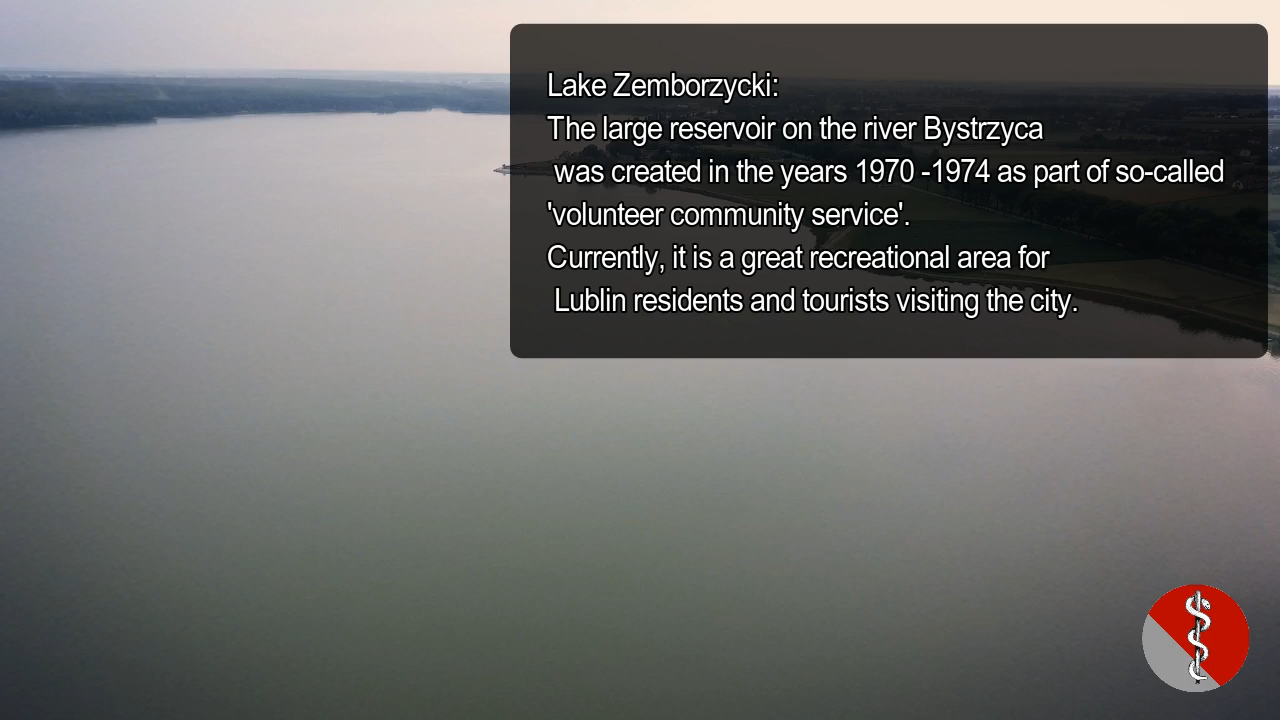 Lake Zemborzycki:
The large reservoir on the river Bystrzyca
was created in the years 1970 -1974 as part of so-called
'volunteer community service'.
Currently, it is a great recreational area for
Lublin residents and tourists visiting the city.